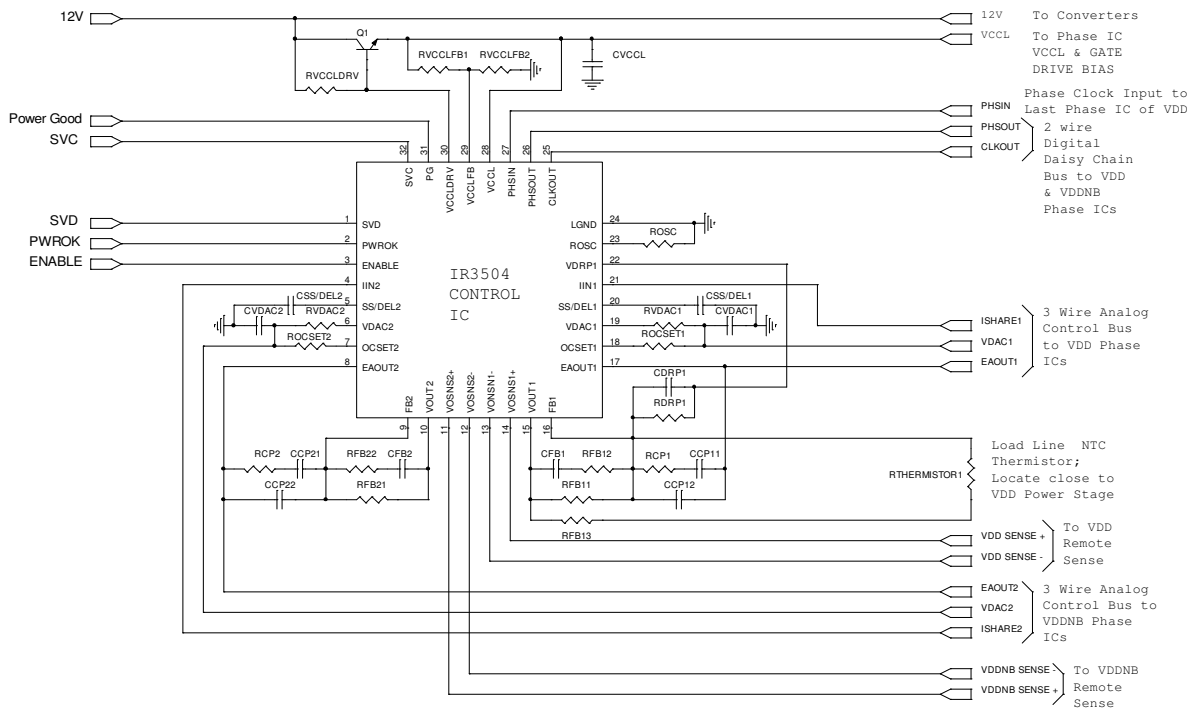 12V
12V To Converters
Q1
VCCL To Phase IC
VCCL & GATE
DRIVE BIAS
RVCCLFB1
RVCCLFB2
CVCCL
RVCCLDRV
Phase Clock Input to
PHSIN Last Phase IC of VDD
Power Good
PHSOUT 2 wire
SVC
CLKOUT Digital
Daisy Chain
Bus to VDD
& VDDNB
Phase ICs
32 31 30 29 28 27 26 25
SVC PG VCCLDRV VCCLFB VCCL PHSIN PHSOUT CLKOUT
SVD 1 SVD
PWROK 2 PWROK
ENABLE 3 ENABLE
4 IIN2
5 SS/DEL2
6 VDAC2
7 OCSET2
8 EAOUT2
IR3504
CONTROL
IC
LGND 24
ROSC 23 ROSC
VDRP1 22
IIN1 21
SS/DEL1 20
VDAC1 19
OCSET1 18
EAOUT1 17
CSS/DEL2
CVDAC2 RVDAC2
ROCSET2
CSS/DEL1
RVDAC1 CVDAC1
ROCSET1
ISHARE1 3 Wire Analog
Control Bus
VDAC1 to VDD Phase
EAOUT1 ICs
FB2 VOUT2 VOSNS2+ VOSNS2- VONSN1- VOSNS1+ VOUT1 FB1
9 10 11 12 13 14 15 16
CDRP1
RDRP1
RCP2 CCP21 RFB22 CFB2
CCP22 RFB21
CFB1 RFB12 RCP1 CCP11
RFB11 CCP12
RFB13
RTHERMISTOR1
Load Line NTC
Thermistor;
Locate close to
VDD Power Stage
VDD SENSE + To VDD
Remote
VDD SENSE - Sense
EAOUT2 3 Wire Analog
VDAC2 Control Bus to
VDDNB Phase
ISHARE2 ICs
VDDNB SENSE - To VDDNB
VDDNB SENSE + Remote
Sense